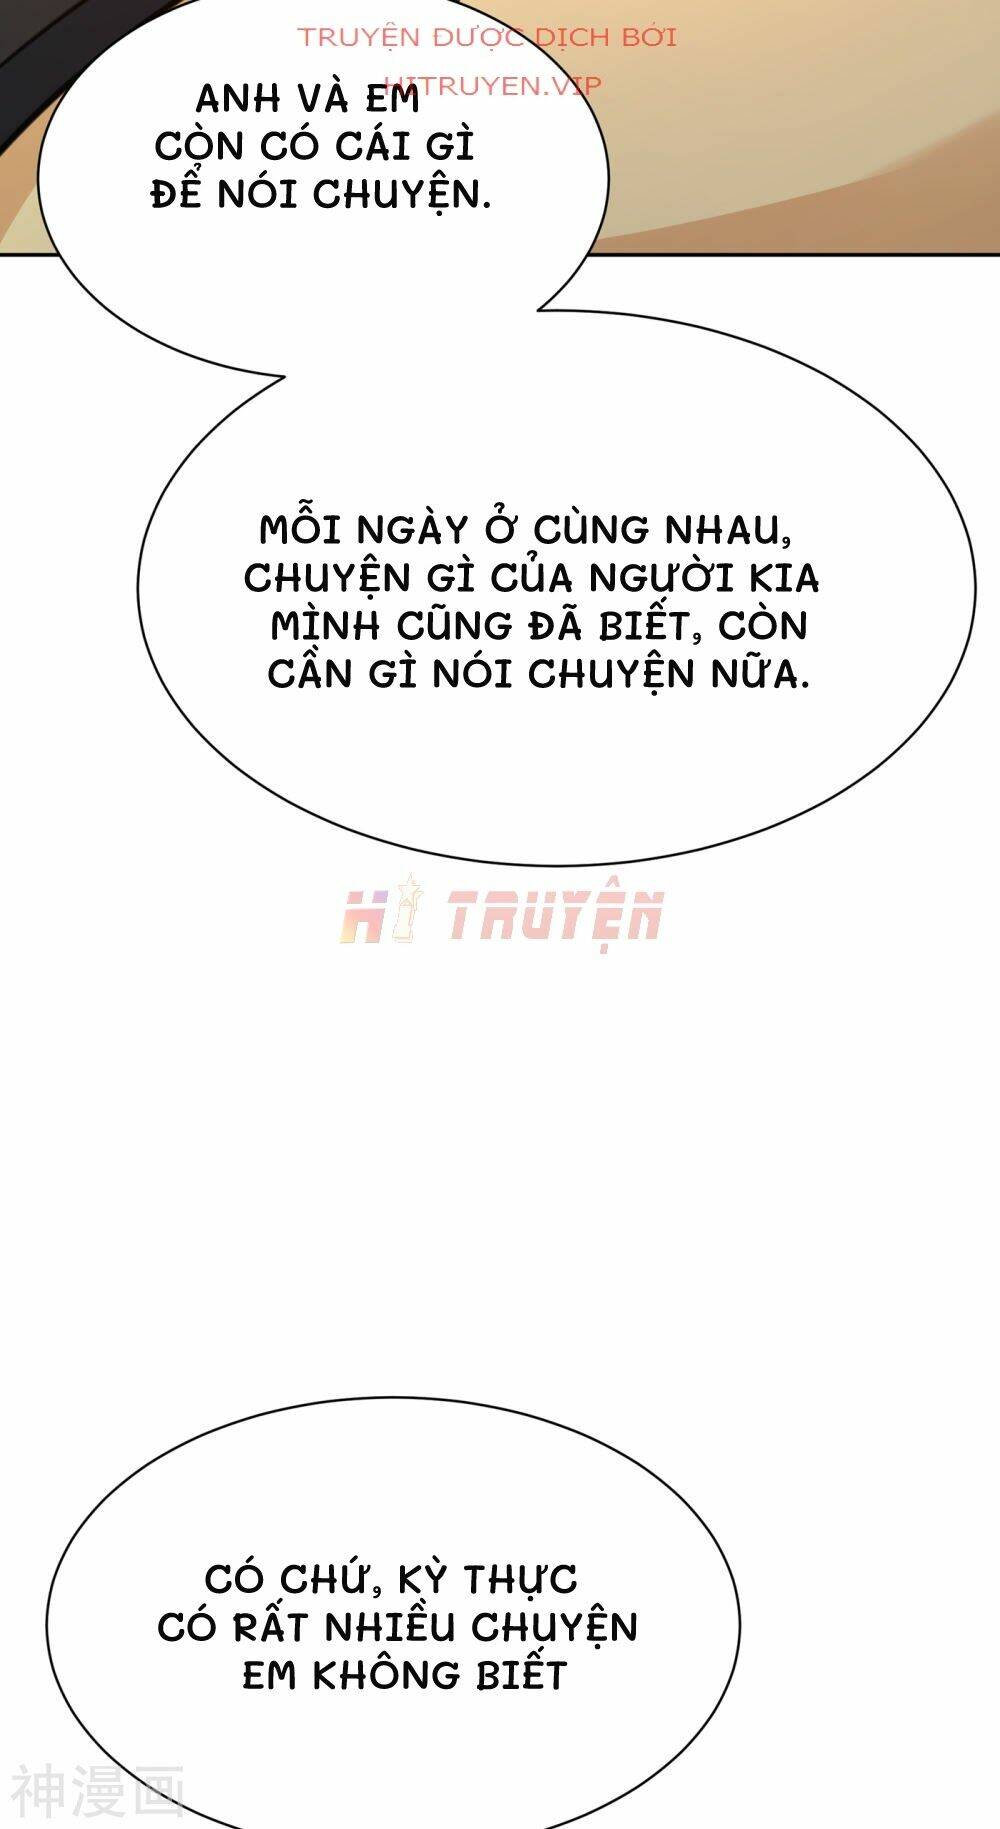 TRUYỆN ĐƯỢC DỊCH BỞI
HITRUYEN.VIP
ANH VÀ EM
CÒN CÓ CÁI GÌ
ĐỂ NÓI CHUYỆN.
MỖI NGÀY Ở CÙNG NHAU,
CHUYỆN GÌ CỦA NGƯỜI KIA
MÌNH CŨNG ĐÃ BIẾT, CÒN
CẦN GÌ NÓI CHUYỆN NỮA.
HI TRUYỆN
CÓ CHỨ, KỲ THỰC
CÓ RẤT NHIỀU CHUYỆN
EM KHÔNG BIẾT
神漫画